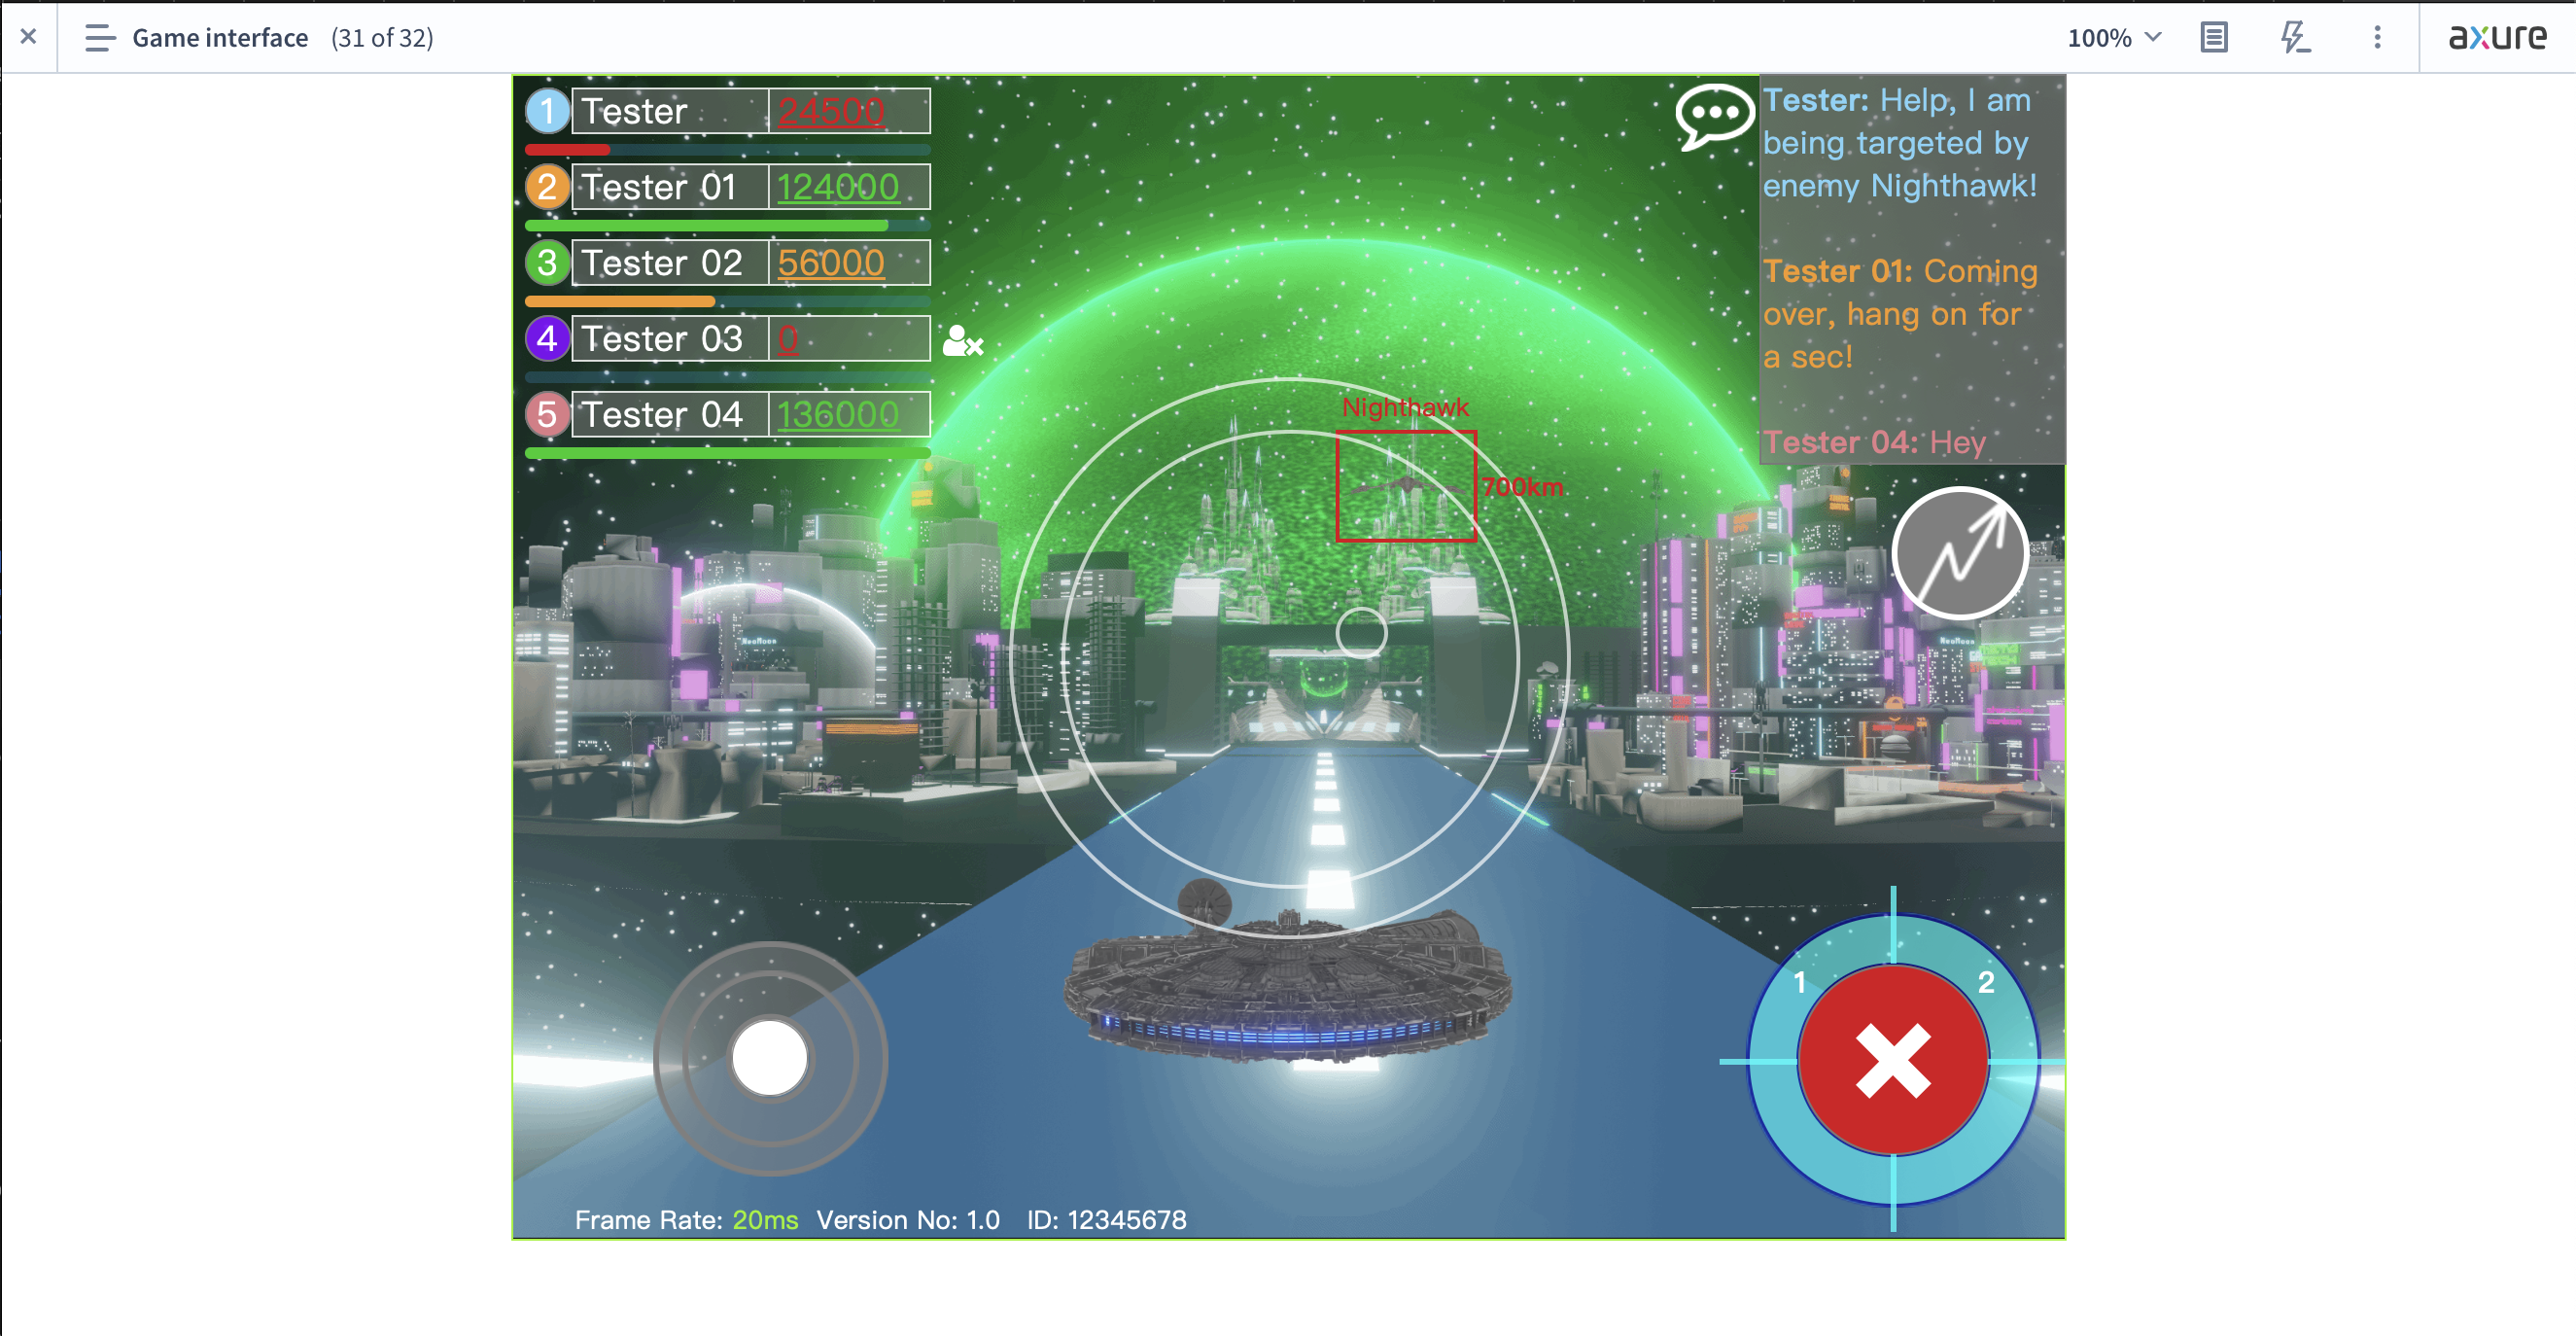 Game interface (31 of 32)
100%
axure
1 Tester 24500
2 Tester 01 124000
3 Tester 02 56000
4 Tester 03 0
5 Tester 04 136000
Tester: Help, I am
being targeted by
enemy Nighthawk!
Tester 01: Coming
over, hang on for
a sec!
Tester 04: Hey
Nighthawk
700km
NeoMoon
NeoMoon
1 2
Frame Rate: 20ms Version No: 1.0 ID: 12345678